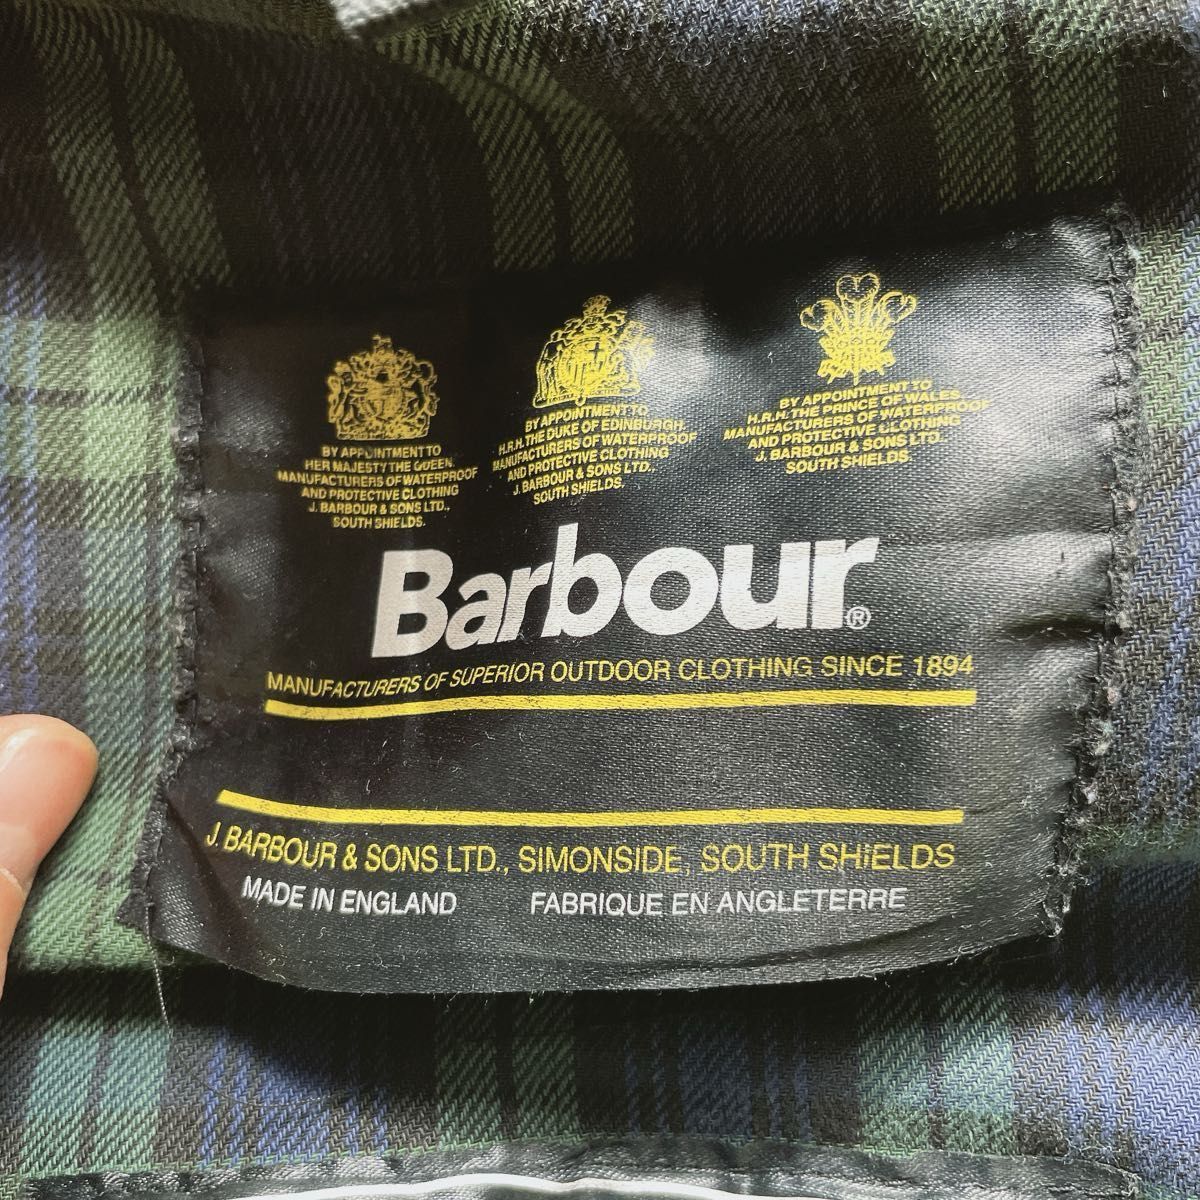 BY APPOINTMENT TO
HER MAJESTY THE QUEEN.
MANUFACTURERS OF WATERPROOF
AND PROTECTIVE CLOTHING
J. BARBOUR & SONS LTD.,
SOUTH SHIELDS.
BY APPOINTMENT TO
H.R.H. THE DUKE OF EDINBURGH.
MANUFACTURERS OF WATERPROOF
AND PROTECTIVE CLOTHING
J. BARBOUR & SONS LTD.
SOUTH SHIELDS.
BY APPOINTMENT TO
H.R.H. THE PRINCE OF WALES.
MANUFACTURERS OF WATERPROOF
AND PROTECTIVE CLOTHING
J. BARBOUR & SONS LTD.
SOUTH SHIELDS.
Barbour®
MANUFACTURERS OF SUPERIOR OUTDOOR CLOTHING SINCE 1894
J. BARBOUR & SONS LTD., SIMONSIDE, SOUTH SHiELDS
MADE IN ENGLAND FABRIQUE EN ANGLETERRE